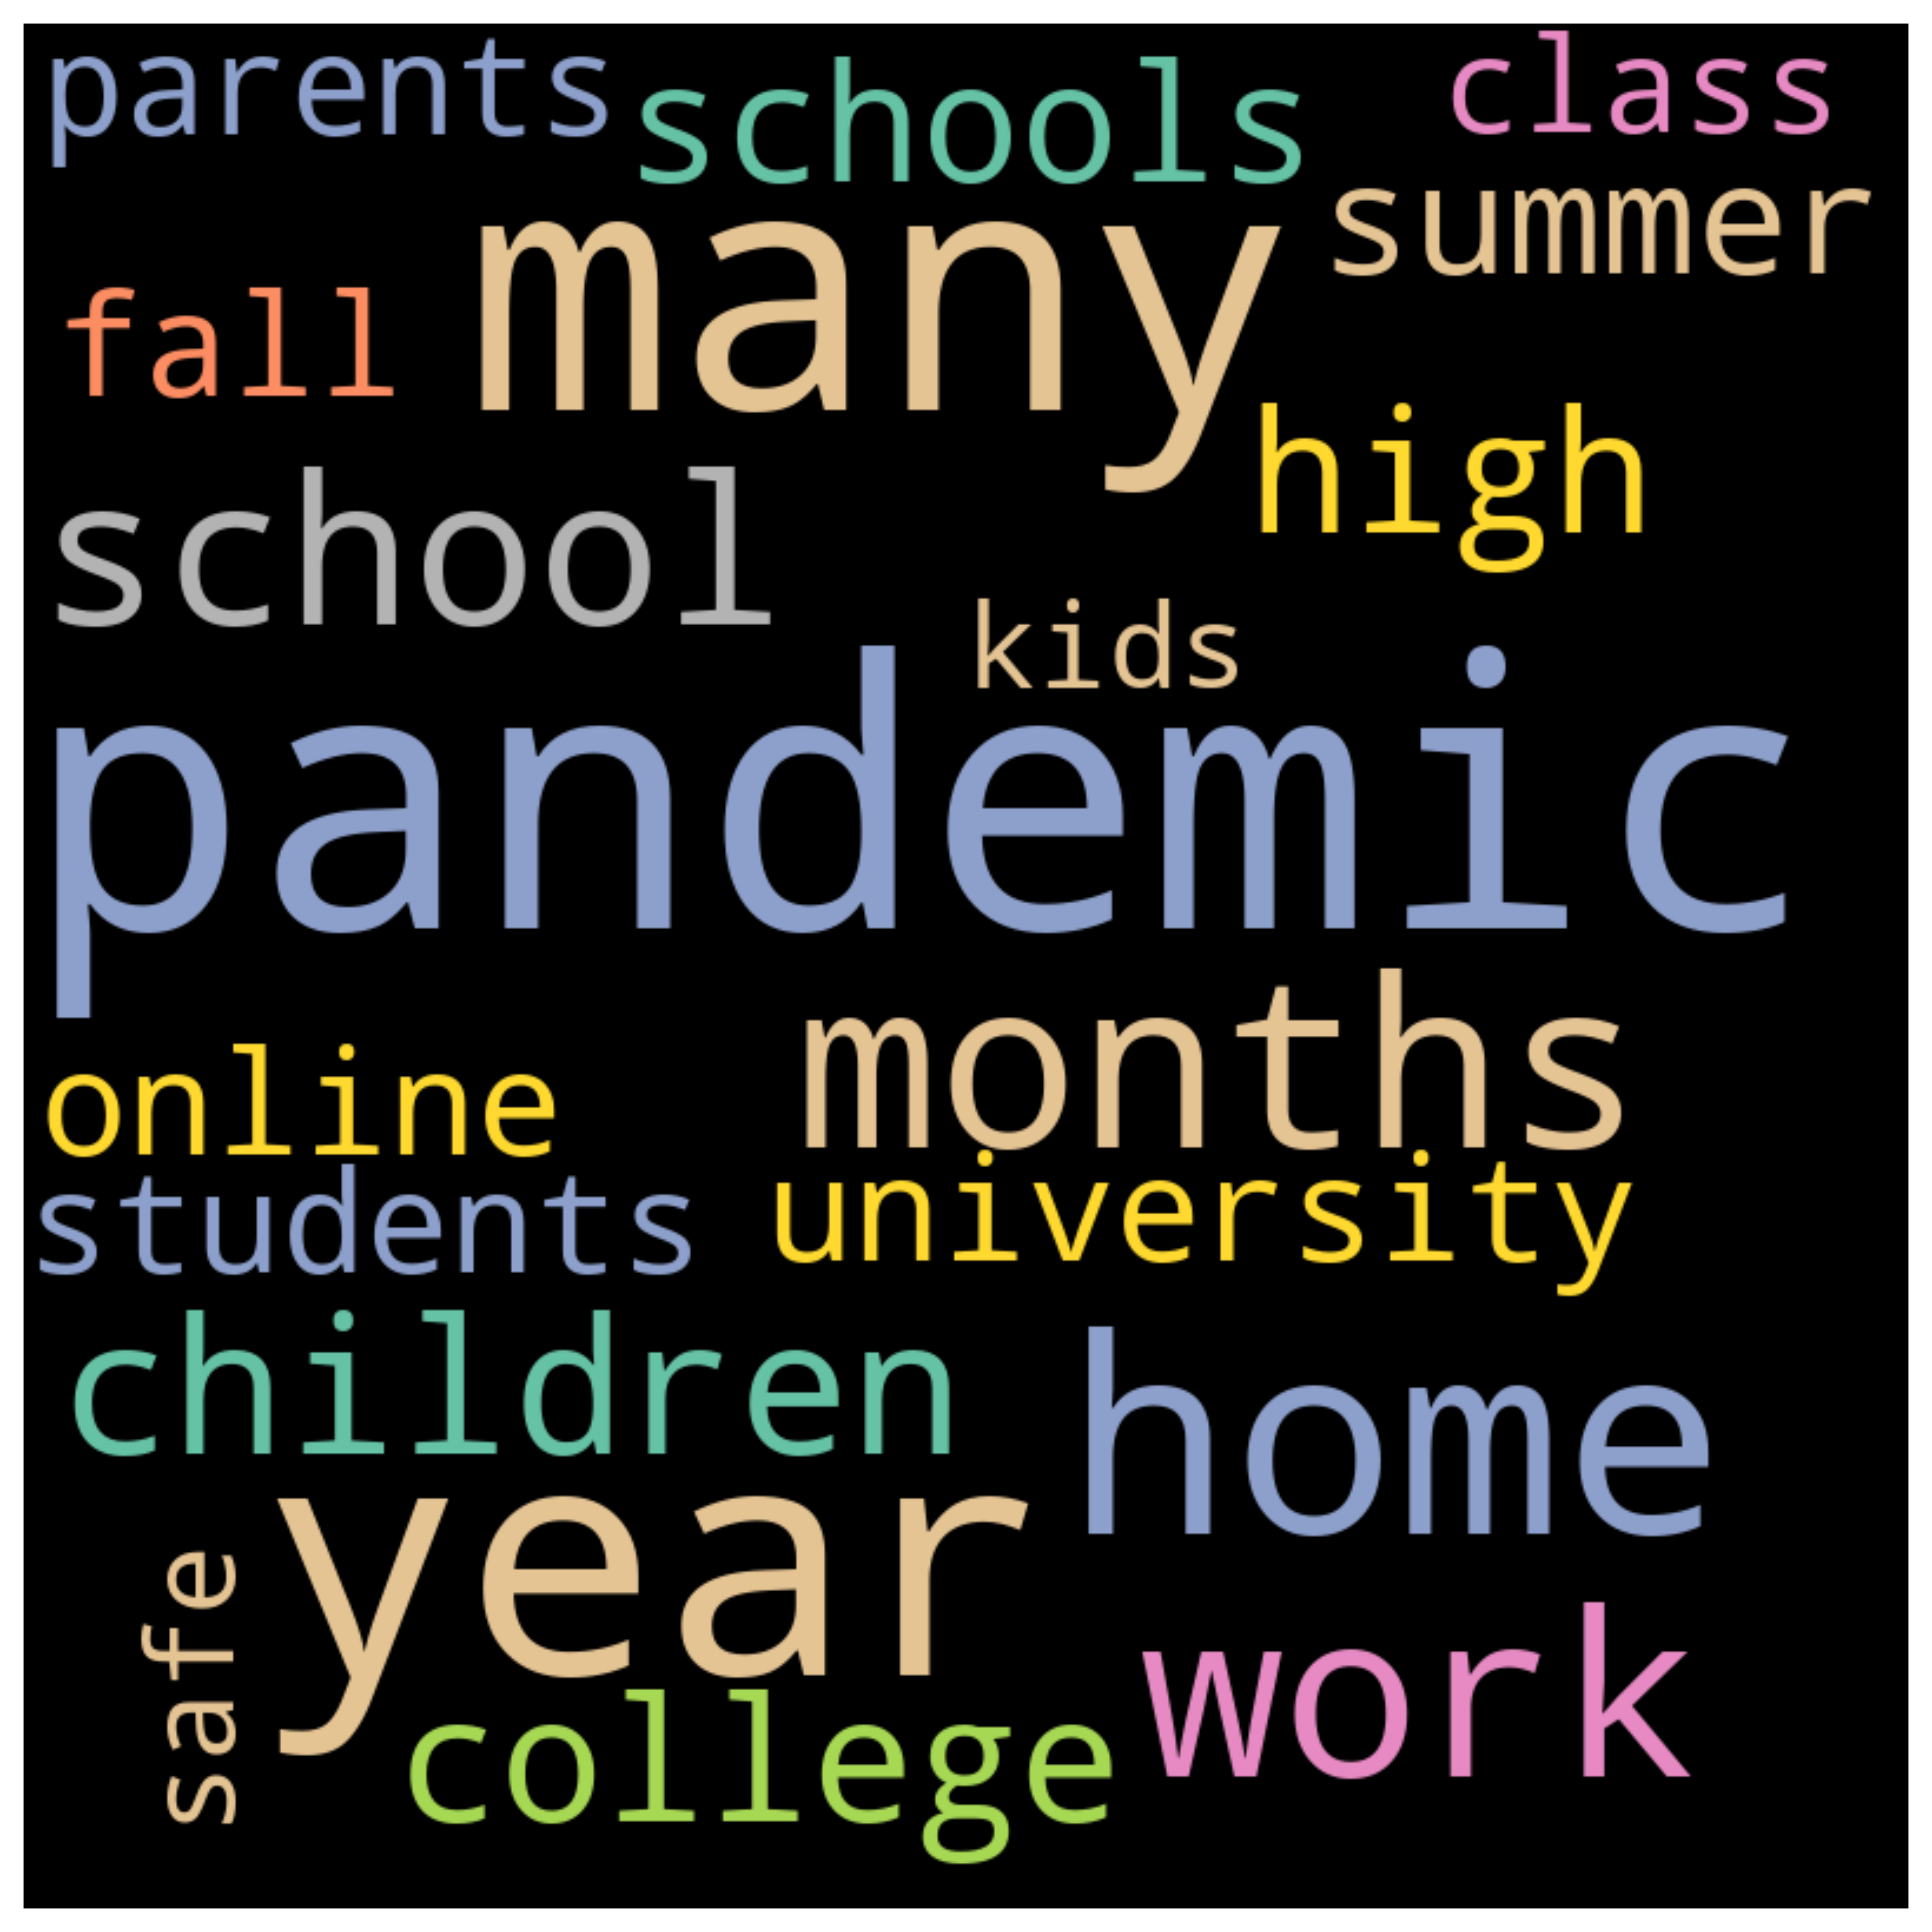 parents schools class
summer
many
fall
high
school
kids
pandemic
months
online
students university
children
home
year
safe
work
college